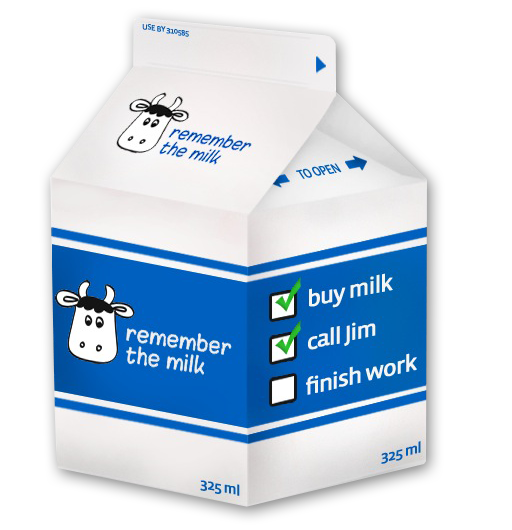 USE BY 310585
remember
the milk
TO OPEN
remember
the milk
buy milk
call Jim
finish work
325 ml
325 ml